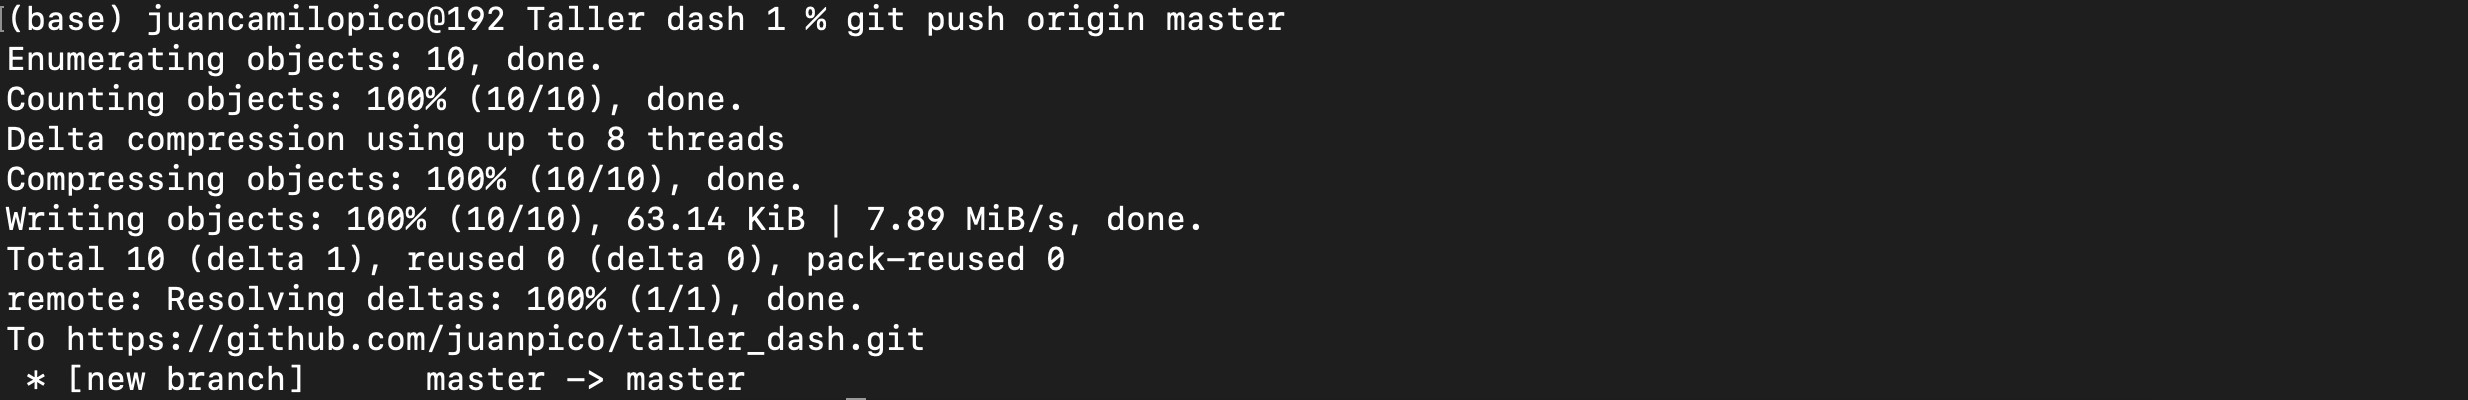 (base) juancamilopico@192 Taller dash 1 % git push origin master
Enumerating objects: 10, done.
Counting objects: 100% (10/10), done.
Delta compression using up to 8 threads
Compressing objects: 100% (10/10), done.
Writing objects: 100% (10/10), 63.14 KiB | 7.89 MiB/s, done.
Total 10 (delta 1), reused 0 (delta 0), pack-reused 0
remote: Resolving deltas: 100% (1/1), done.
To https://github.com/juanpico/taller_dash.git
 * [new branch]      master -> master